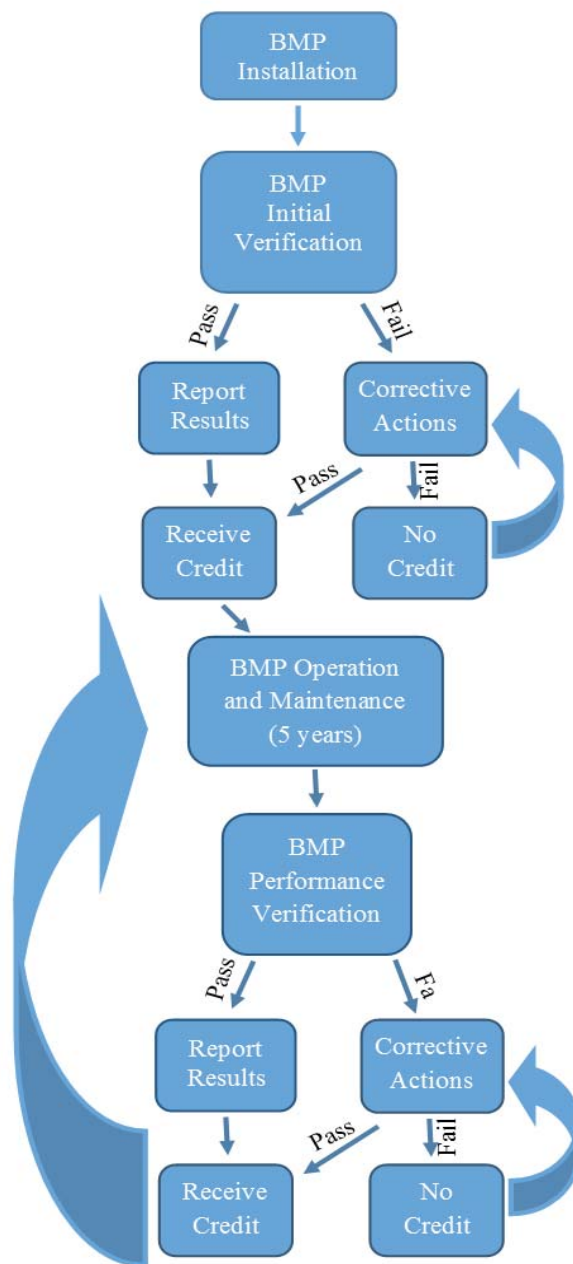 BMP
Installation
BMP
Initial
Verification
Pass
Fail
Report
Results
Corrective
Actions
Pass
Fail
Receive
Credit
No
Credit
BMP Operation
and Maintenance
(5 years)
BMP
Performance
Verification
Pass
Fa
Report
Results
Corrective
Actions
Pass
Fail
Receive
Credit
No
Credit